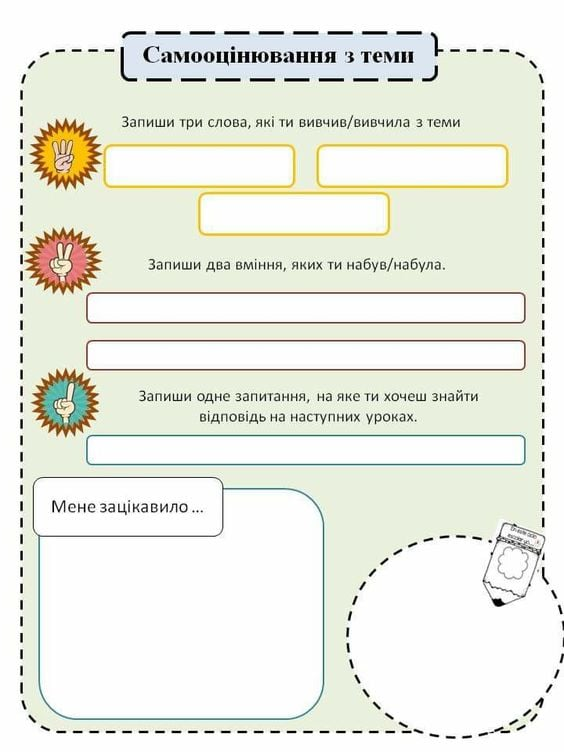 Самооцінювання з теми
Запиши три слова, які ти вивчив/вивчила з теми
Запиши два вміння, яких ти набув/набула.
Запиши одне запитання, на яке ти хочеш знайти
відповідь на наступних уроках.
Мене зацікавило ...